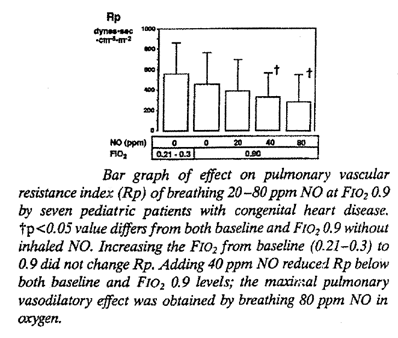 Rp
dynes·sec
·cm-5·m-2
1000
800
600
400
200
0
†
†
NO (ppm) 0 0 20 40 80
FIO2 0.21 - 0.3 0.90
Bar graph of effect on pulmonary vascular
resistance index (Rp) of breathing 20–80 ppm NO at FIO2 0.9
by seven pediatric patients with congenital heart disease.
†p<0.05 value differs from both baseline and FIO2 0.9 without
inhaled NO. Increasing the FIO2 from baseline (0.21–0.3) to
0.9 did not change Rp. Adding 40 ppm NO reduced Rp below
both baseline and FIO2 0.9 levels; the maximal pulmonary
vasodilatory effect was obtained by breathing 80 ppm NO in
oxygen.